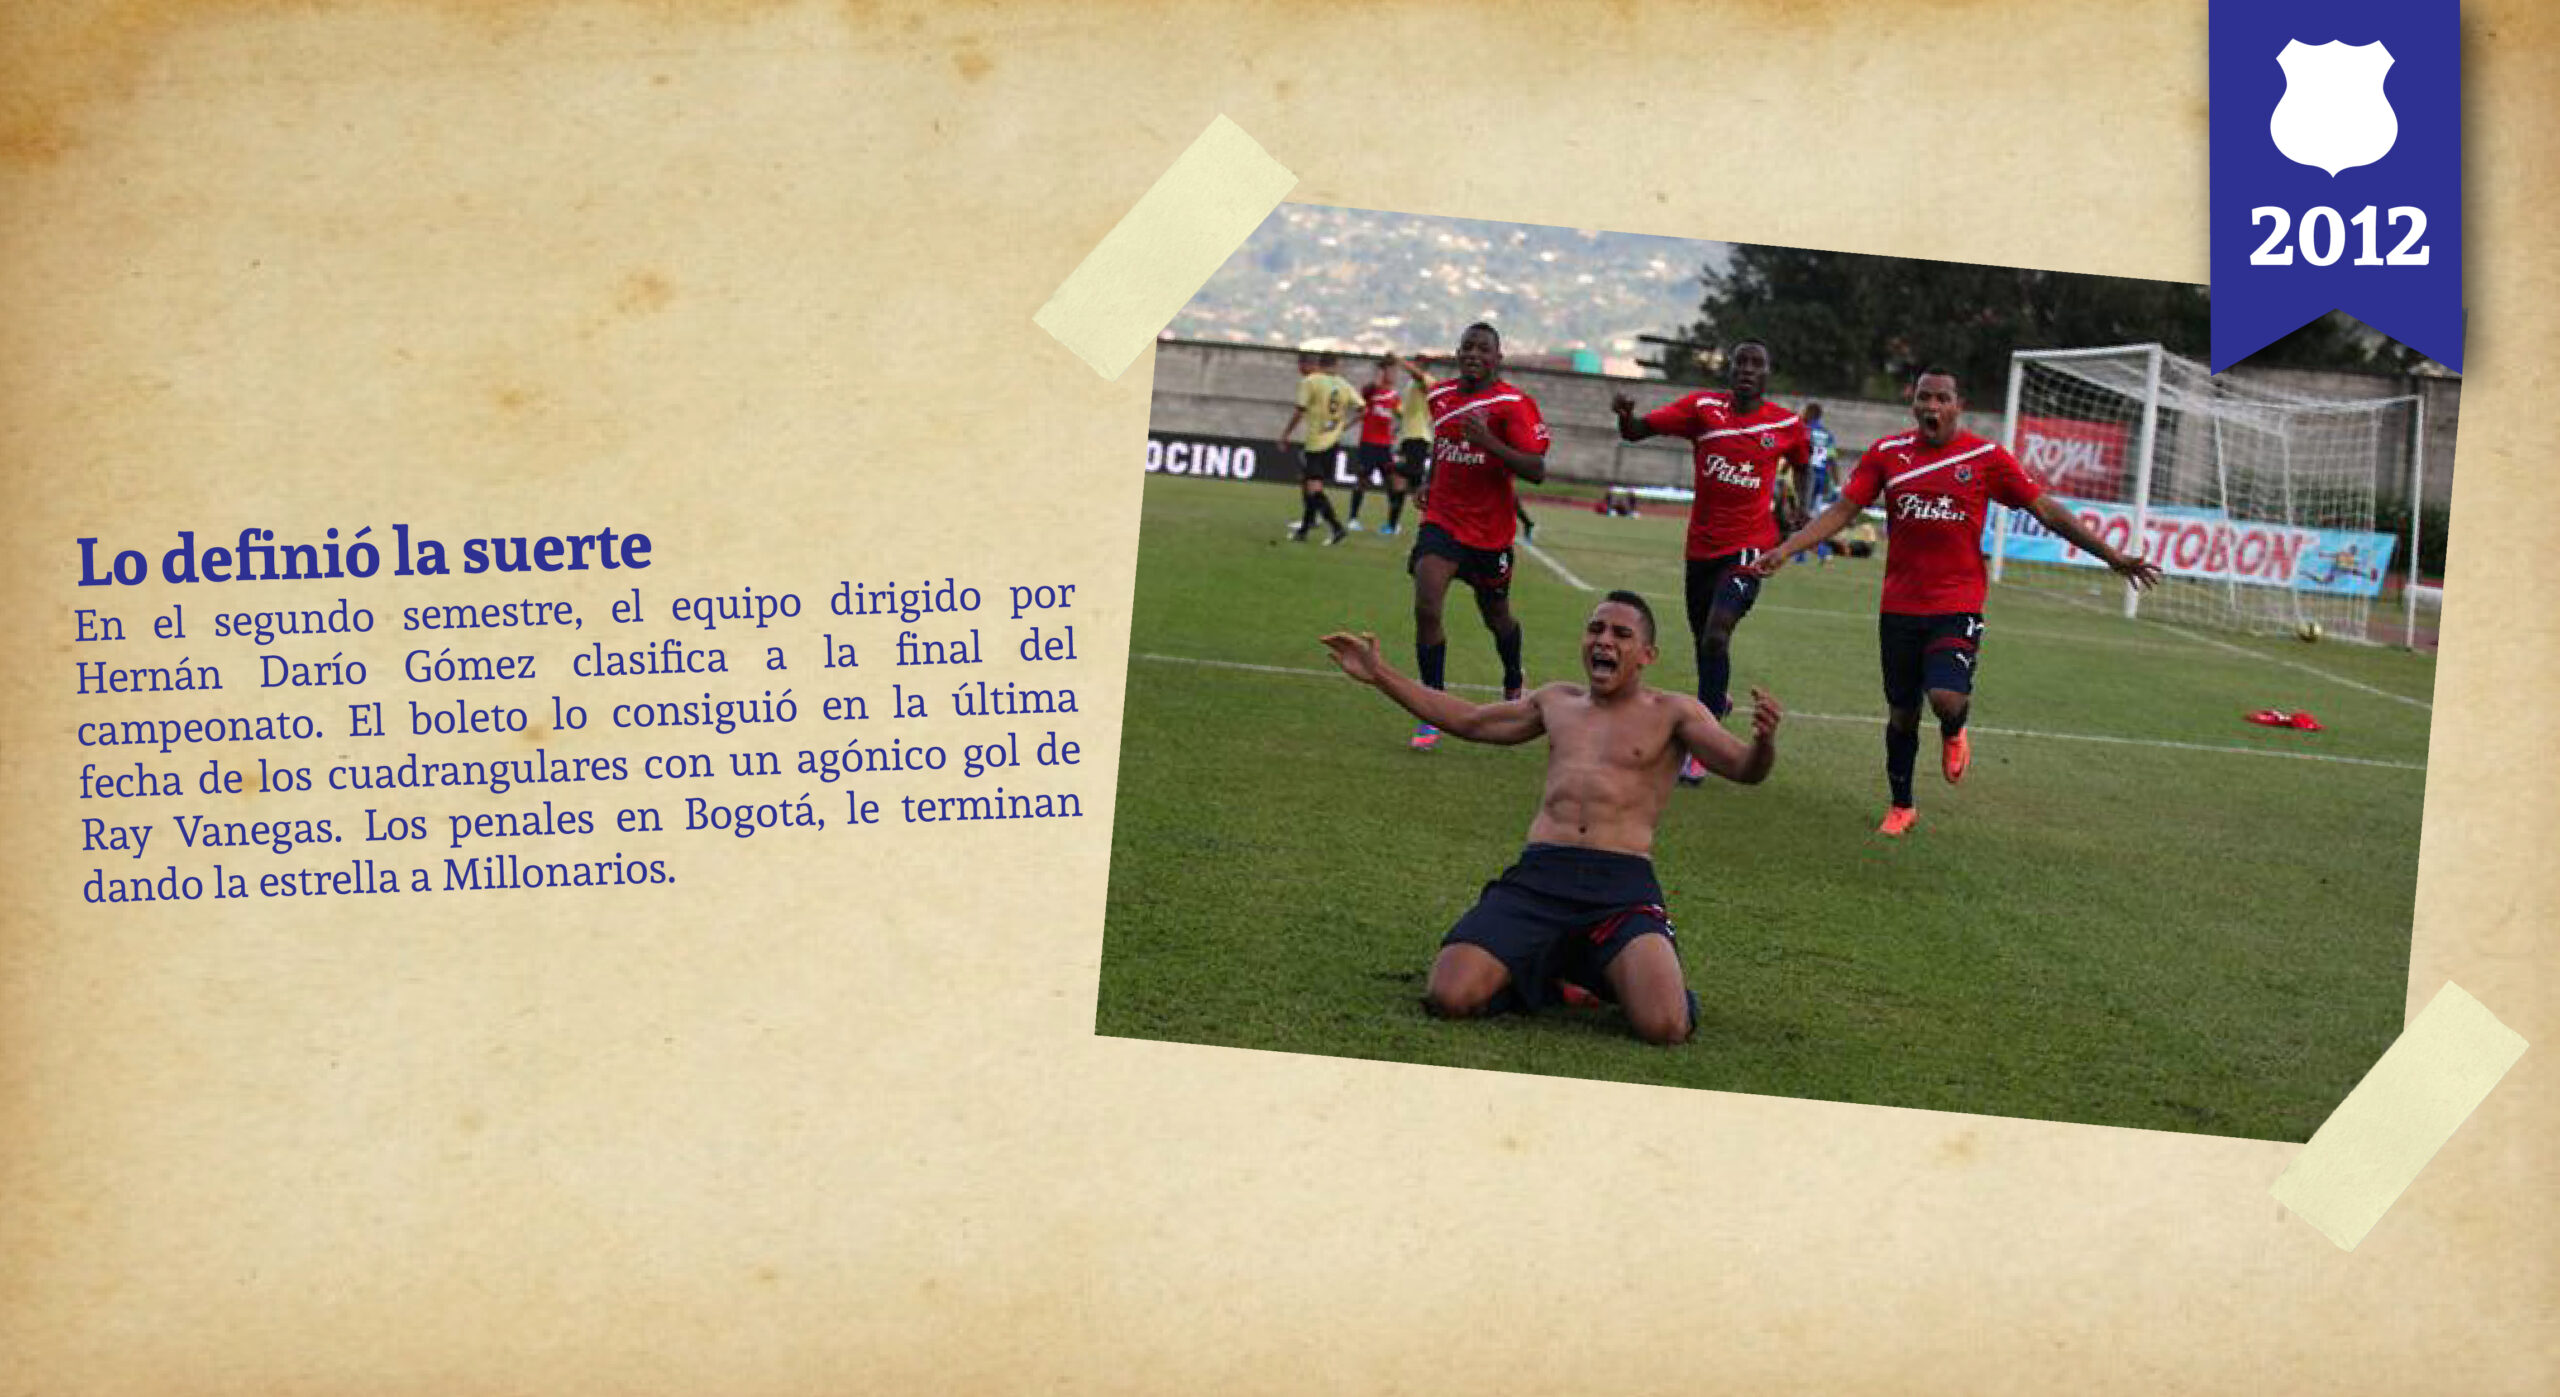 2012
Lo definió la suerte
En el segundo semestre, el equipo dirigido por
Hernán Darío Gómez clasifica a la final del
campeonato. El boleto lo consiguió en la última
fecha de los cuadrangulares con un agónico gol de
Ray Vanegas. Los penales en Bogotá, le terminan
dando la estrella a Millonarios.
OCINO
Pilsen
Pilsen
Pilsen
ROYAL
POSTOBON
6
9